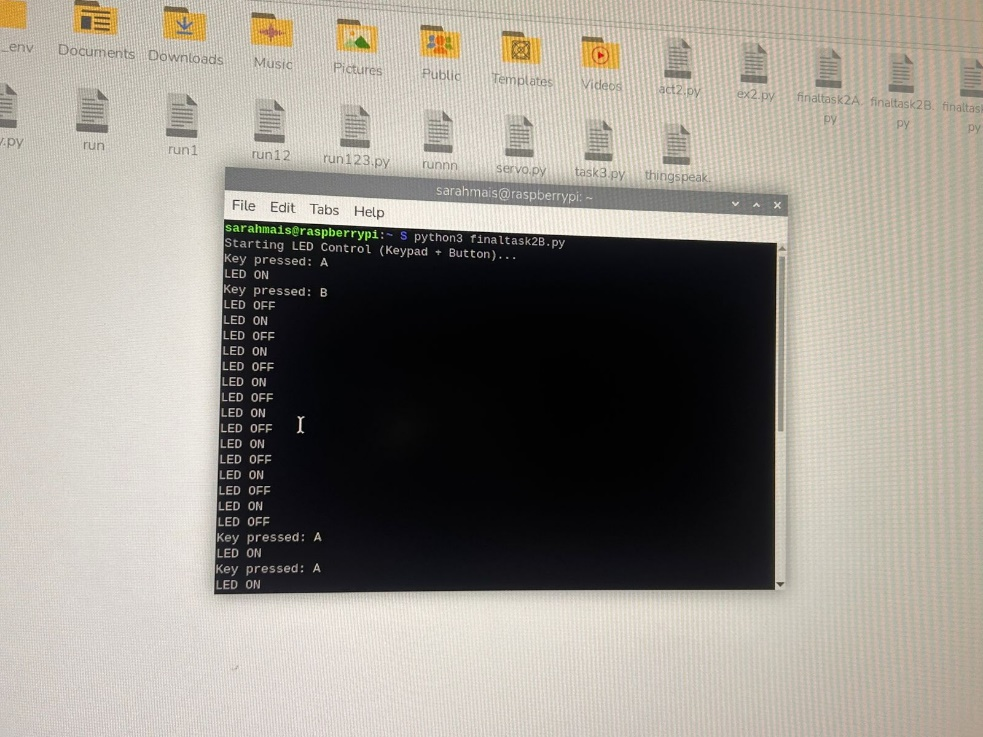 _env Documents Downloads Music Pictures Public Templates Videos act2.py ex2.py finaltask2A. finaltask2B. finaltask
py py py
y.py run run1 run12 run123.py runnn servo.py task3.py thingspeak.
sarahmais@raspberrypi: ~
File Edit Tabs Help
sarahmais@raspberrypi:~ $ python3 finaltask2B.py
Starting LED Control (Keypad + Button)...
Key pressed: A
LED ON
Key pressed: B
LED OFF
LED ON
LED OFF
LED ON
LED OFF
LED ON
LED OFF
LED ON
LED OFF
LED ON
LED OFF
LED ON
LED OFF
LED ON
LED OFF
Key pressed: A
LED ON
Key pressed: A
LED ON